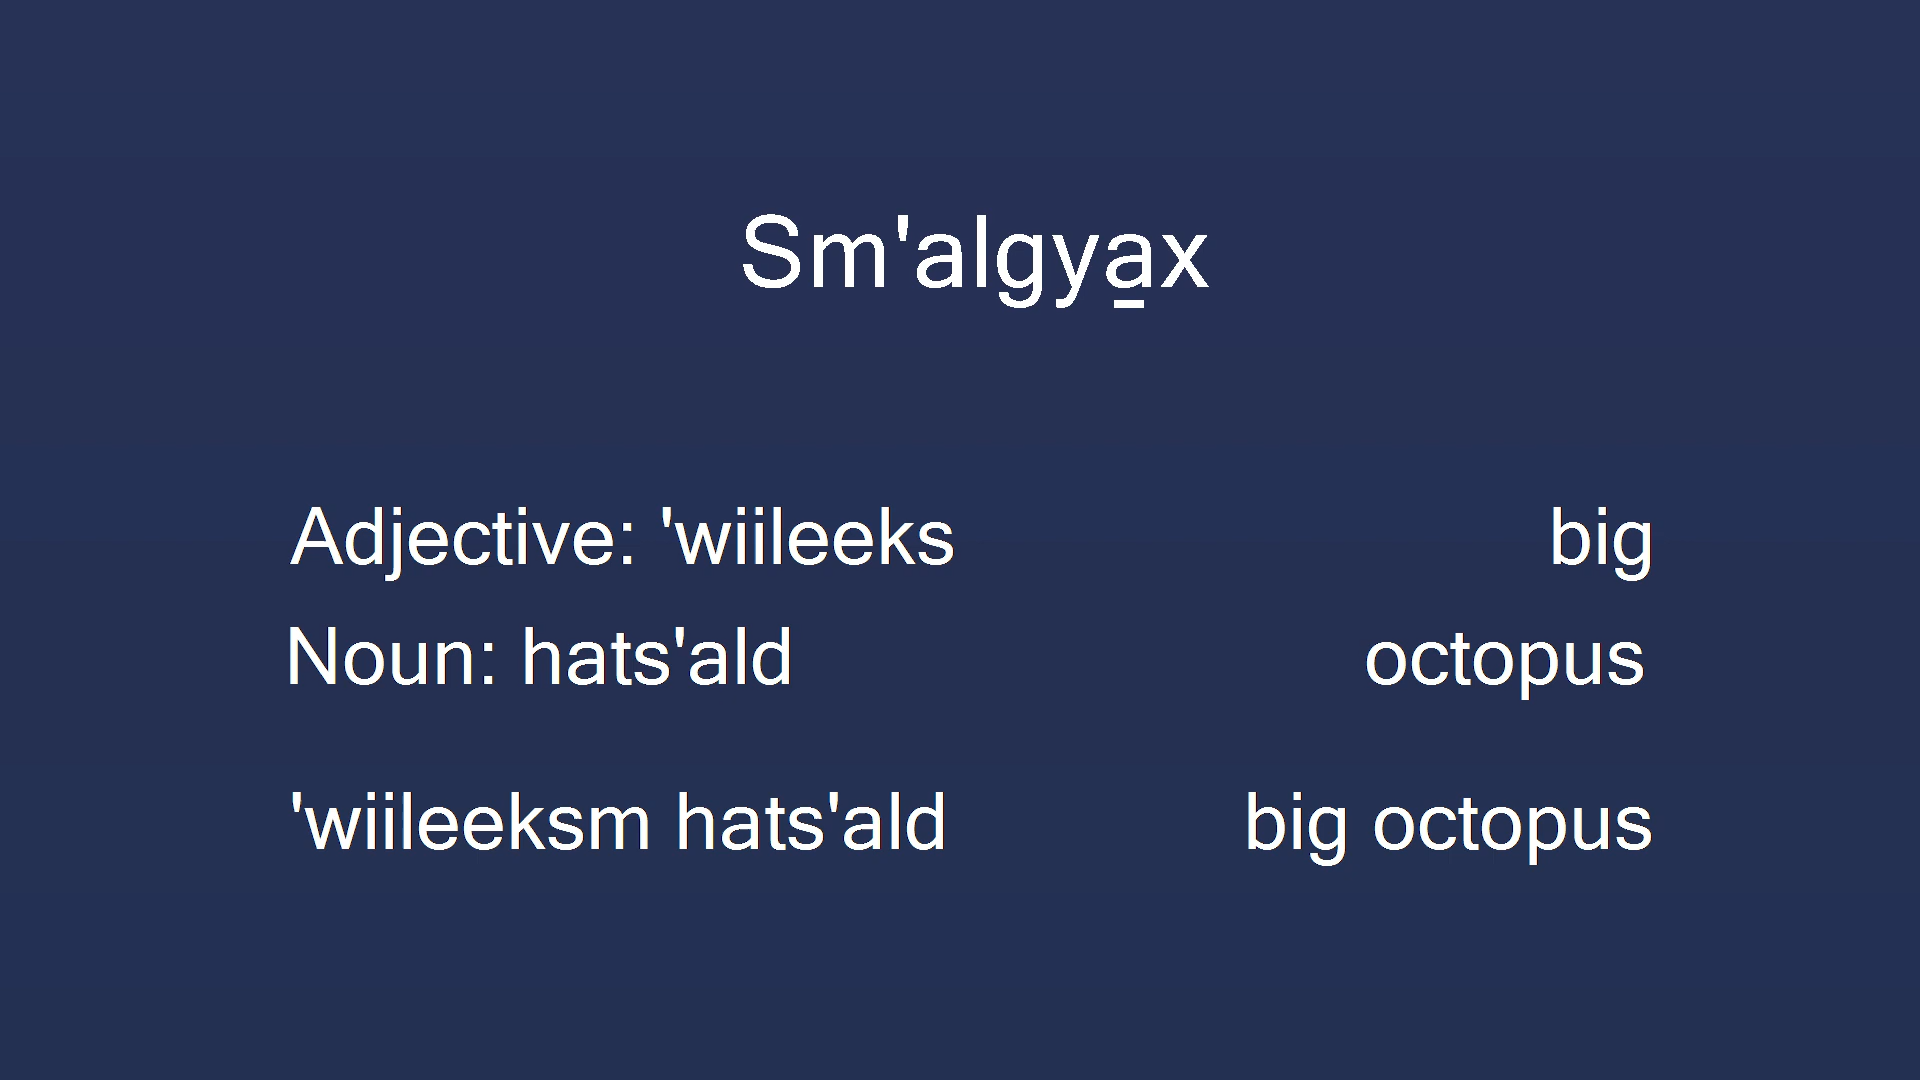 Sm'algya̱x
Adjective: 'wiileeks big
Noun: hats'ald octopus
'wiileeksm hats'ald big octopus